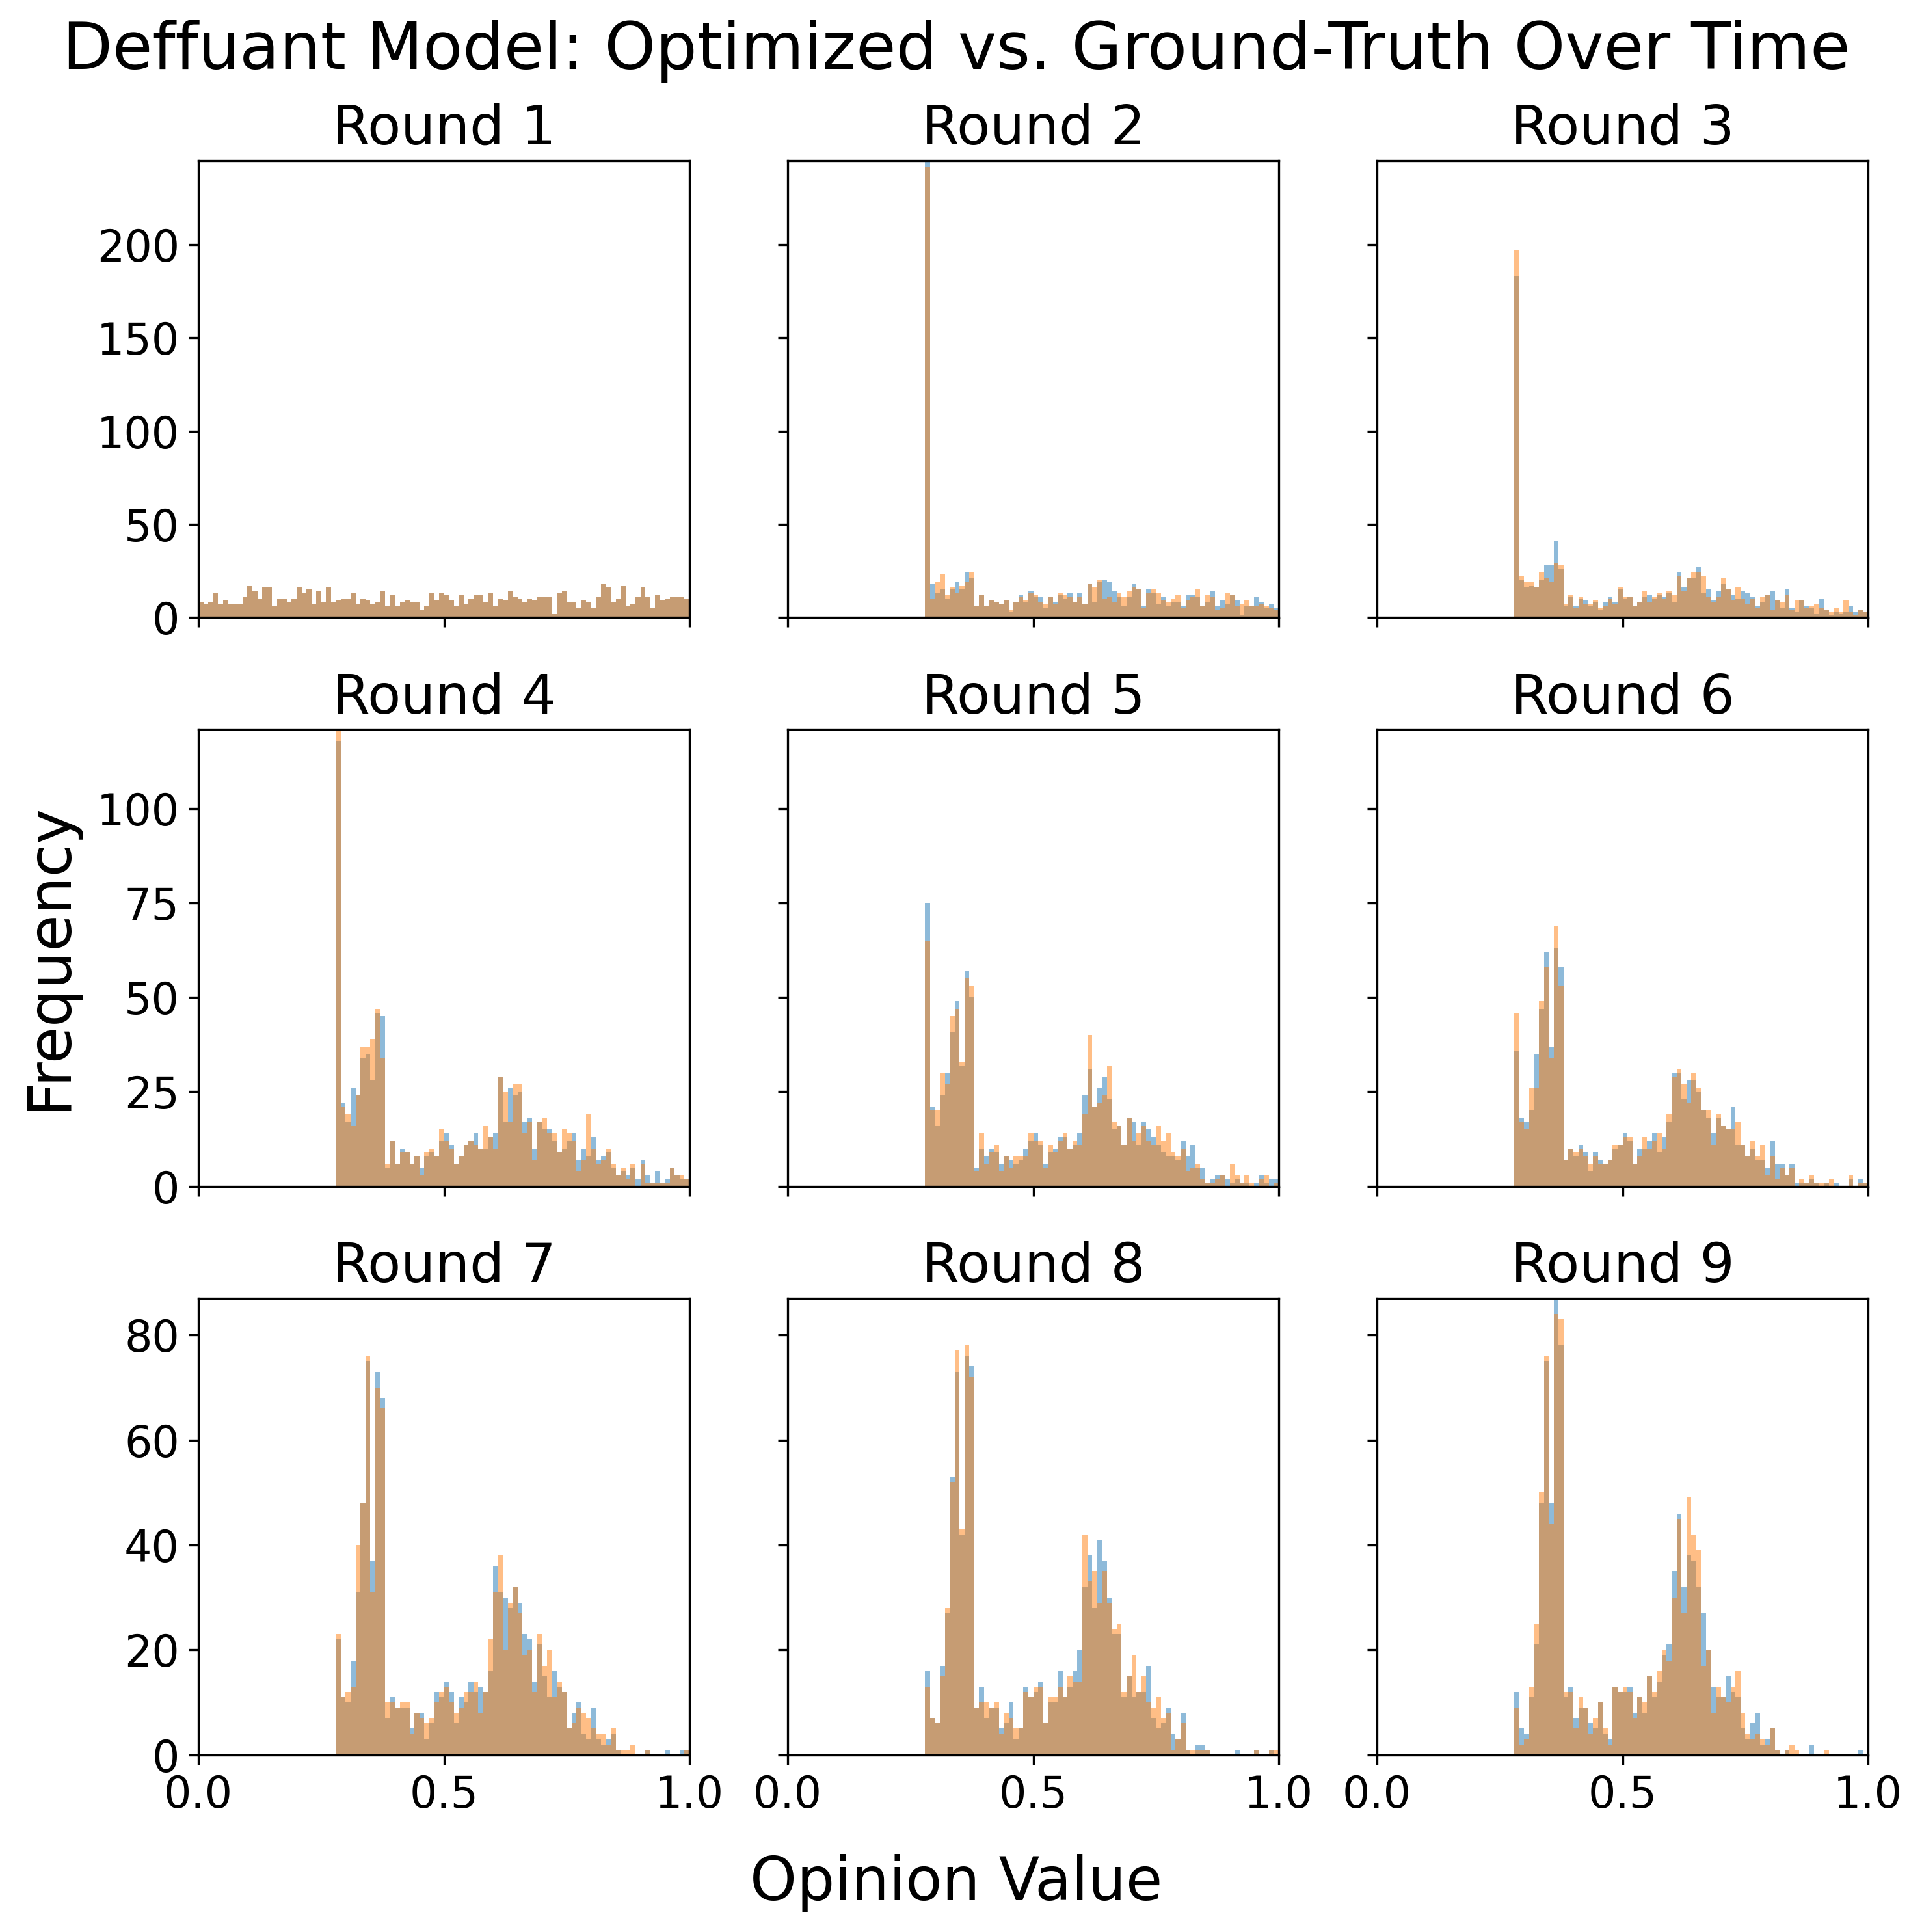 Deffuant Model: Optimized vs. Ground-Truth Over Time
Round 1
Round 2
Round 3
200
150
100
50
0
Round 4
Round 5
Round 6
100
75
50
25
0
Frequency
Round 7
Round 8
Round 9
80
60
40
20
0
0.0 0.5 1.0
0.0 0.5 1.0
0.0 0.5 1.0
Opinion Value